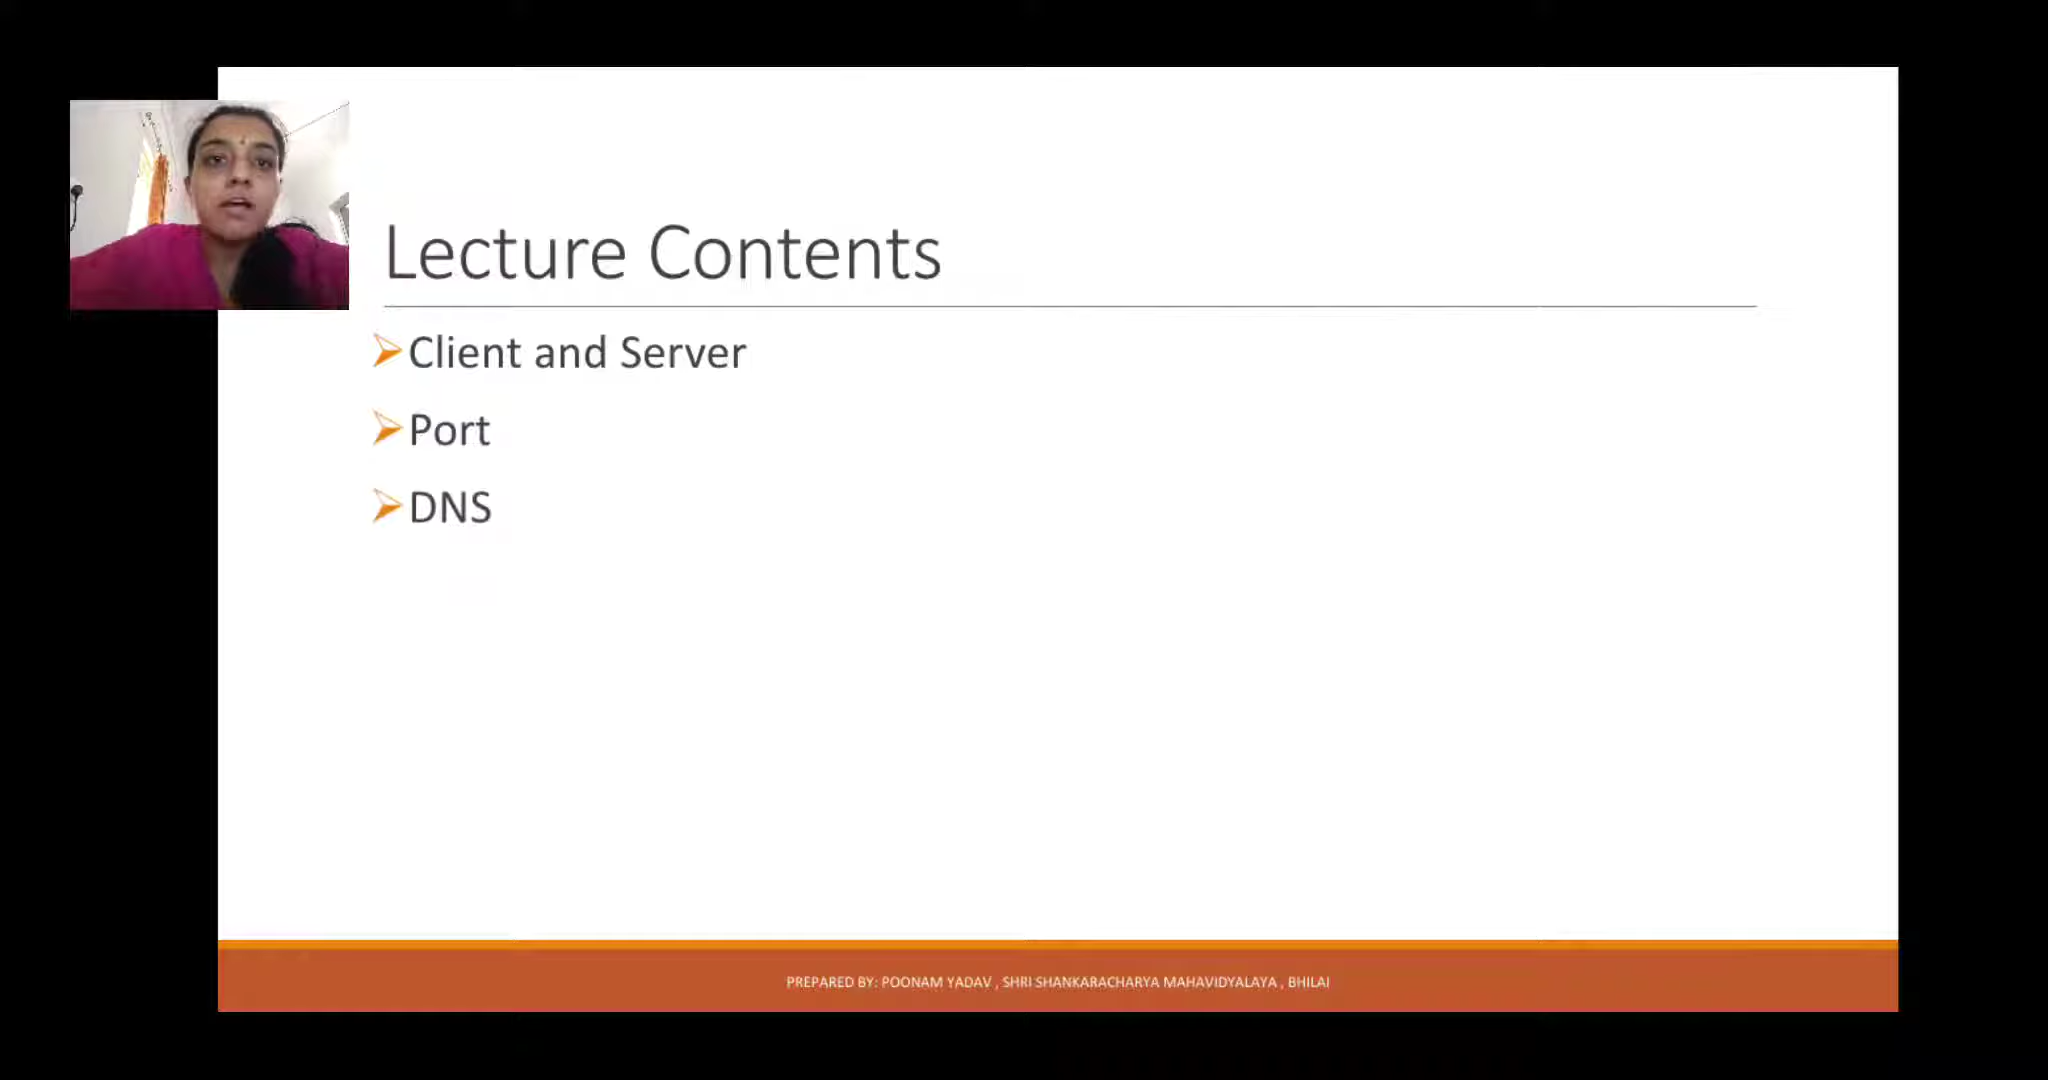 Lecture Contents
Client and Server
Port
DNS
PREPARED BY: POONAM YADAV , SHRI SHANKARACHARYA MAHAVIDYALAYA , BHILAI